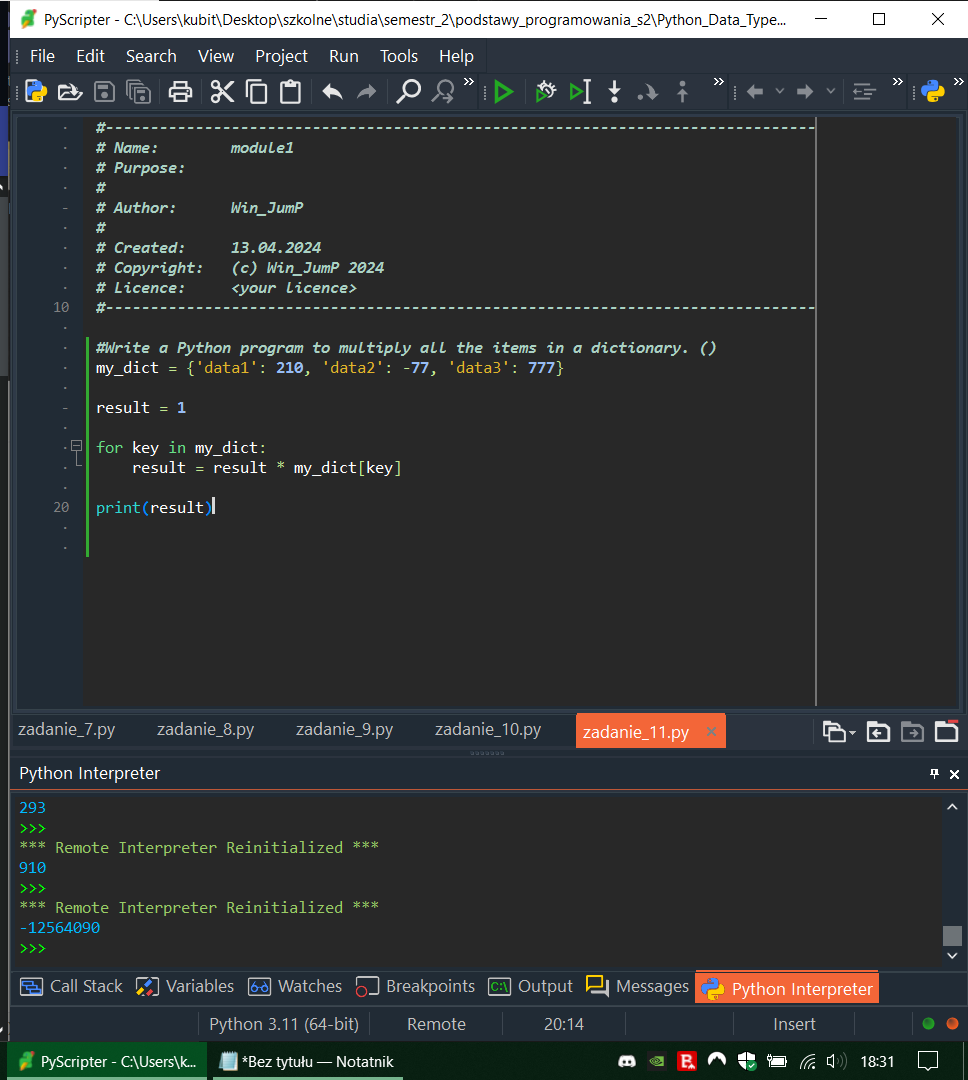 PyScripter - C:\Users\kubit\Desktop\szkolne\studia\semestr_2\podstawy_programowania_s2\Python_Data_Type...
File Edit Search View Project Run Tools Help
#------------------------------------------------------------------------------
# Name: module1
# Purpose:
#
# Author: Win_JumP
#
# Created: 13.04.2024
# Copyright: (c) Win_JumP 2024
# Licence: <your licence>
10 #------------------------------------------------------------------------------
#Write a Python program to multiply all the items in a dictionary. ()
my_dict = {'data1': 210, 'data2': -77, 'data3': 777}
result = 1
for key in my_dict:
result = result * my_dict[key]
20 print(result)
zadanie_7.py zadanie_8.py zadanie_9.py zadanie_10.py zadanie_11.py
Python Interpreter
293
>>>
*** Remote Interpreter Reinitialized ***
910
>>>
*** Remote Interpreter Reinitialized ***
-12564090
>>>
Call Stack Variables Watches Breakpoints C:\ Output Messages Python Interpreter
Python 3.11 (64-bit) Remote 20:14 Insert
PyScripter - C:\Users\k... *Bez tytułu — Notatnik B 18:31